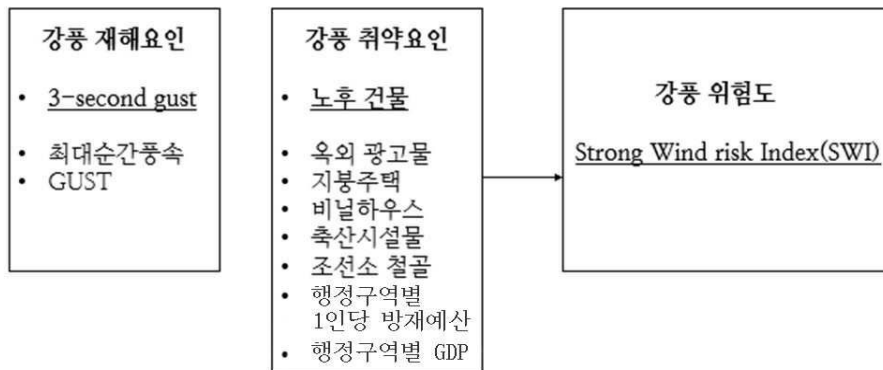 강풍 재해요인
• 3-second gust
• 최대순간풍속
• GUST
강풍 취약요인
• 노후 건물
• 옥외 광고물
• 지붕주택
• 비닐하우스
• 축산시설물
• 조선소 철골
• 행정구역별
1인당 방재예산
• 행정구역별 GDP
강풍 위험도
Strong Wind risk Index(SWI)